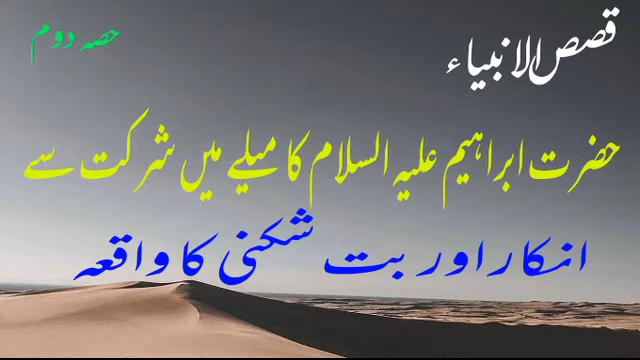 قصص الانبیاء
حصہ دوم
حضرت ابراہیم علیہ السلام کا میلے میں شرکت سے
انکار اور بت شکنی کا واقعہ